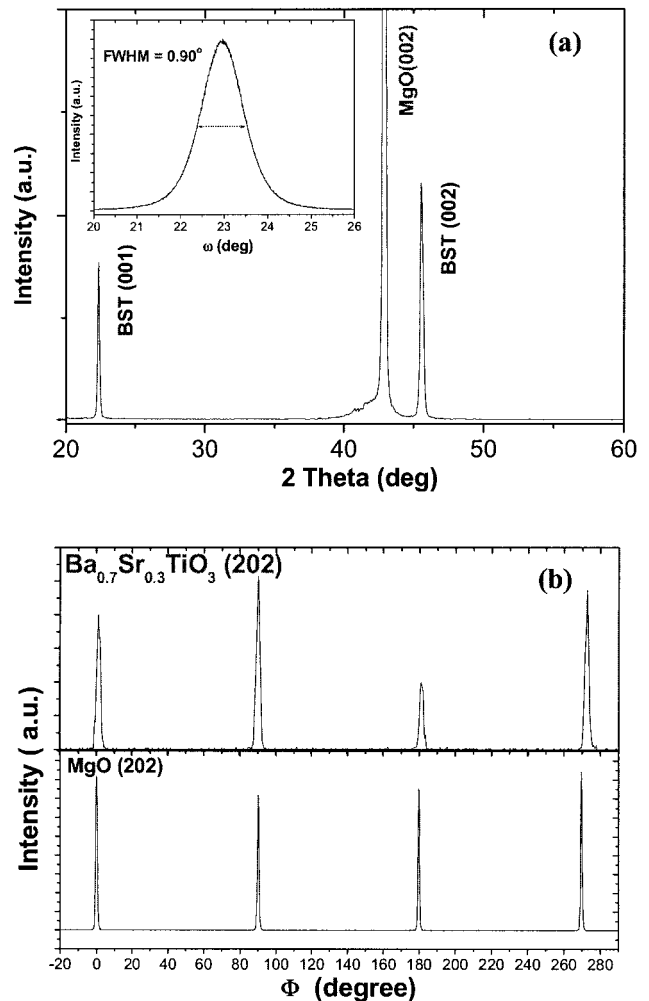 (a)
FWHM = 0.90°
Intensity (a.u.)
20 21 22 23 24 25 26
ω (deg)
MgO(002)
BST (001)
BST (002)
Intensity (a.u.)
20 30 40 50 60
2 Theta (deg)
Ba0.7Sr0.3TiO3 (202)
(b)
MgO (202)
Intensity ( a.u.)
-20 0 20 40 60 80 100 120 140 160 180 200 220 240 260 280
Φ (degree)